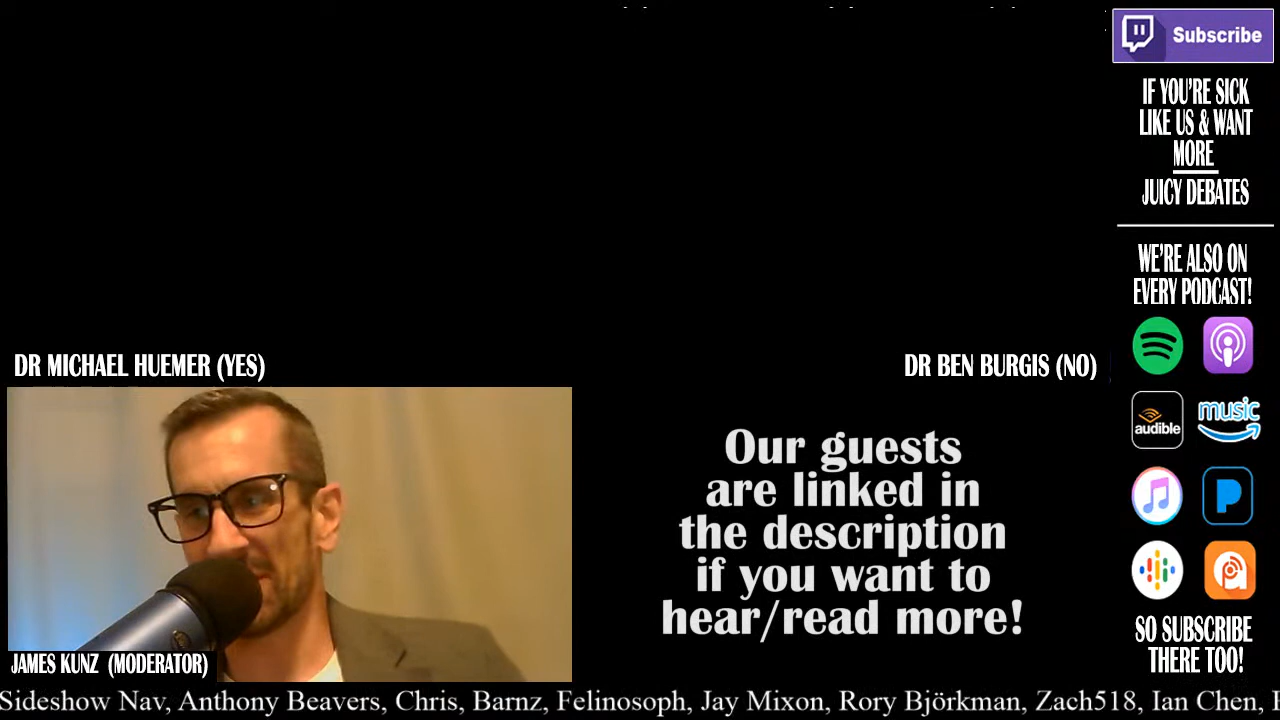 Subscribe
IF YOU'RE SICK
LIKE US & WANT
MORE
JUICY DEBATES
WE'RE ALSO ON
EVERY PODCAST!
audible
music
SO SUBSCRIBE
THERE TOO!
DR MICHAEL HUEMER (YES)
DR BEN BURGIS (NO)
Our guests
are linked in
the description
if you want to
hear/read more!
JAMES KUNZ (MODERATOR)
Sideshow Nav, Anthony Beavers, Chris, Barnz, Felinosoph, Jay Mixon, Rory Björkman, Zach518, Ian Chen,